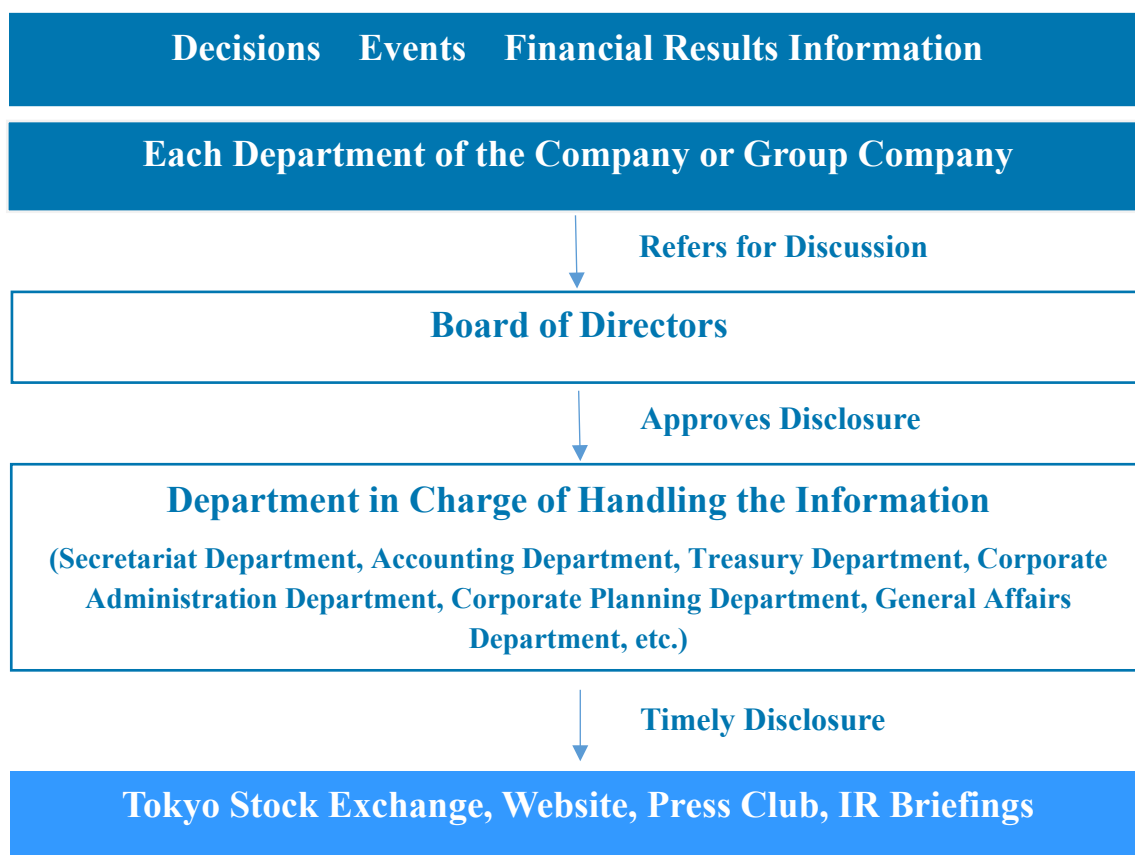 Decisions Events Financial Results Information
Each Department of the Company or Group Company
Refers for Discussion
Board of Directors
Approves Disclosure
Department in Charge of Handling the Information
(Secretariat Department, Accounting Department, Treasury Department, Corporate
Administration Department, Corporate Planning Department, General Affairs
Department, etc.)
Timely Disclosure
Tokyo Stock Exchange, Website, Press Club, IR Briefings